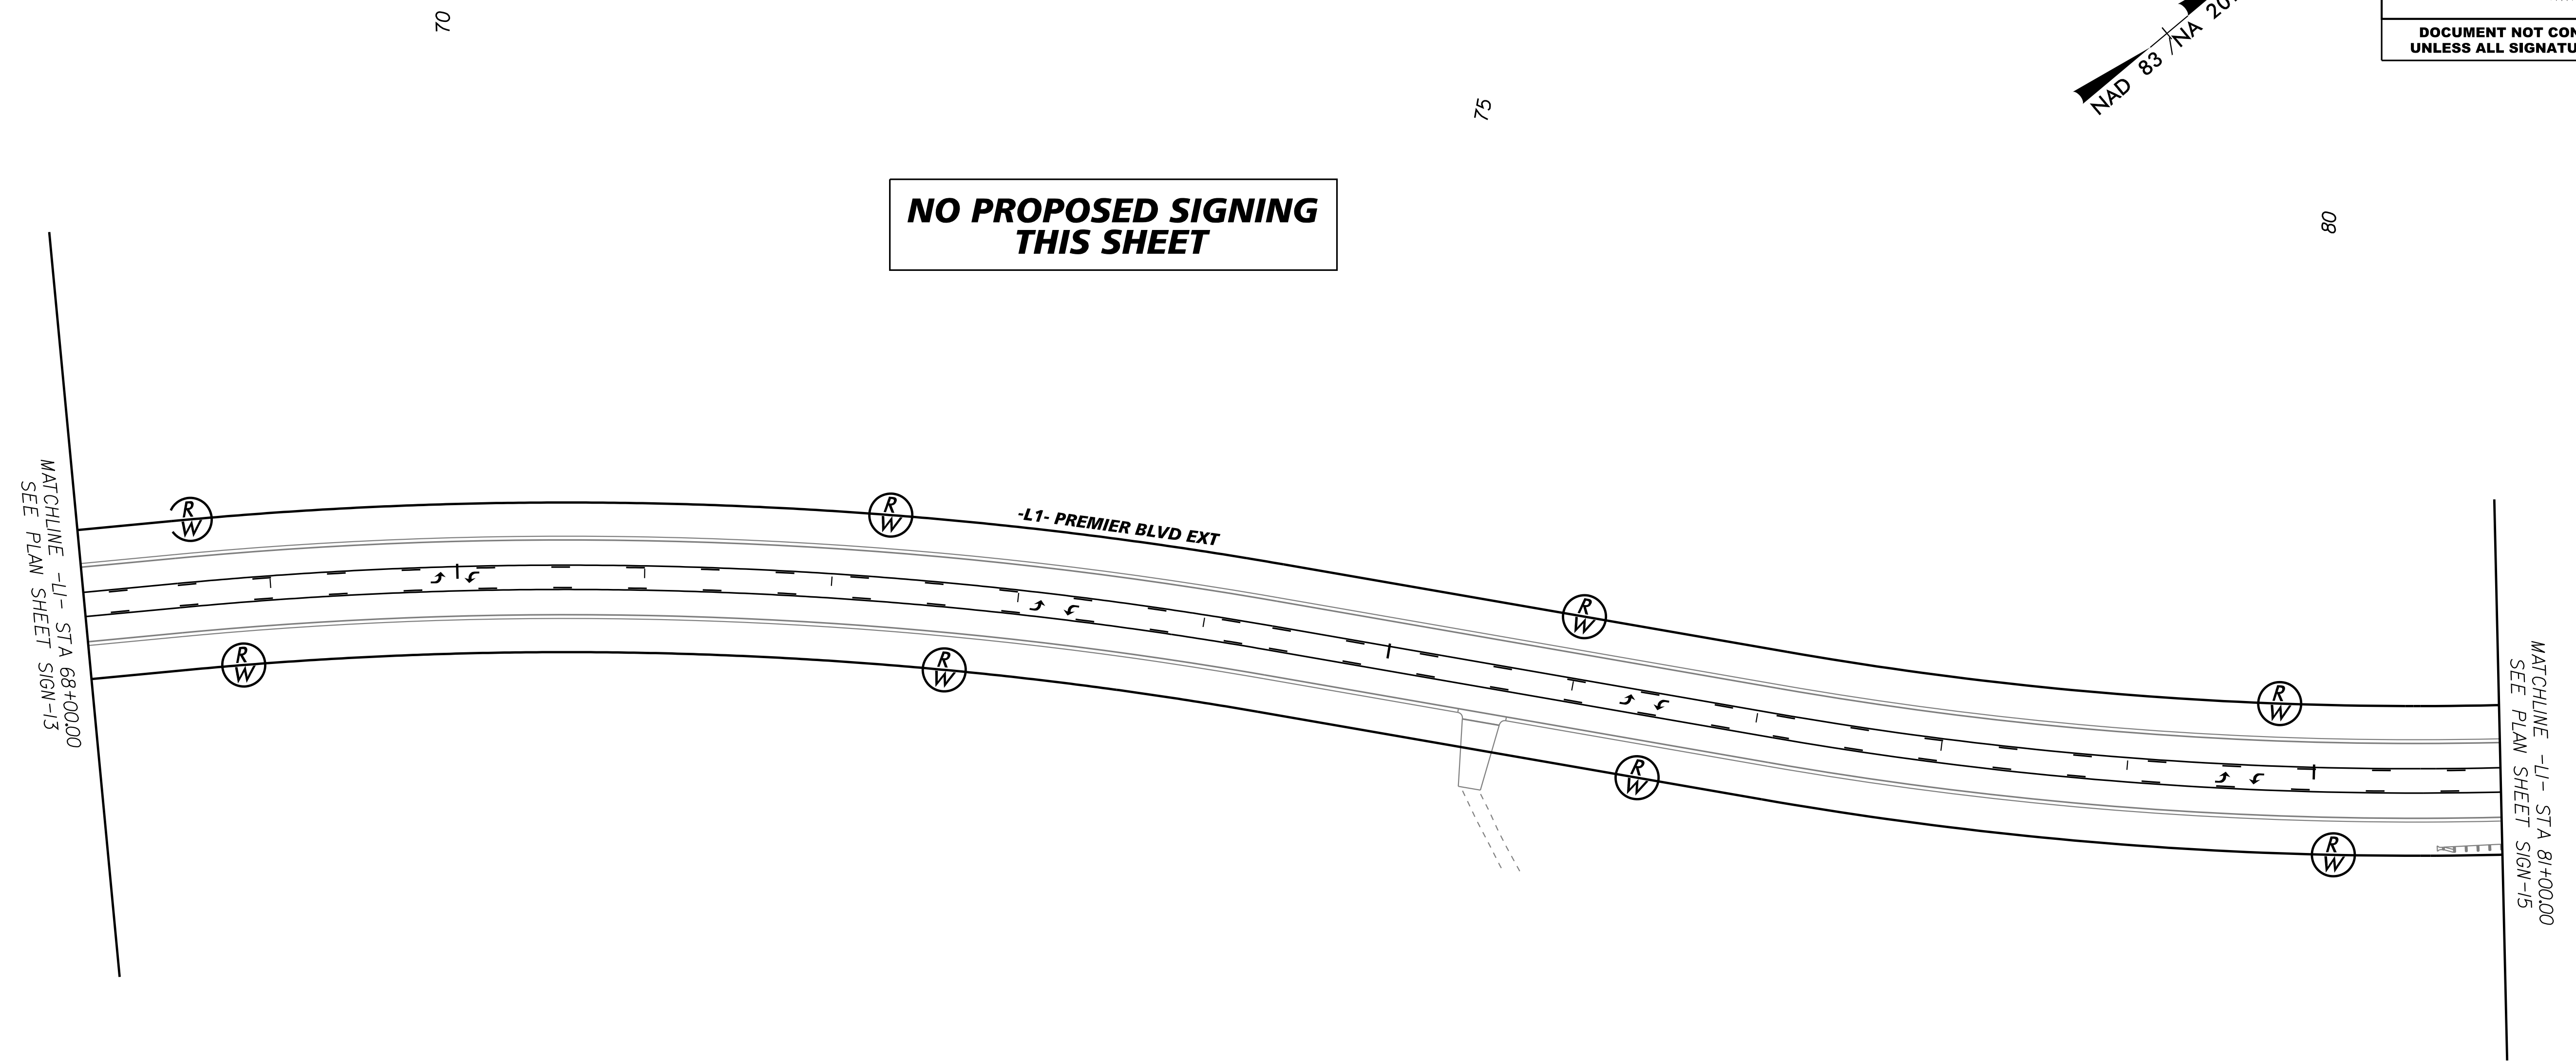 70
75
80
NAD 83 /NA
DOCUMENT NOT CON
UNLESS ALL SIGNATU
NO PROPOSED SIGNING
THIS SHEET
MATCHLINE -L1- STA 68+00.00
SEE PLAN SHEET SIGN-13
R
W
R
W
-L1- PREMIER BLVD EXT
R
W
R
W
R
W
R
W
R
W
R
W
MATCHLINE -L1- STA 81+00.00
SEE PLAN SHEET SIGN-15